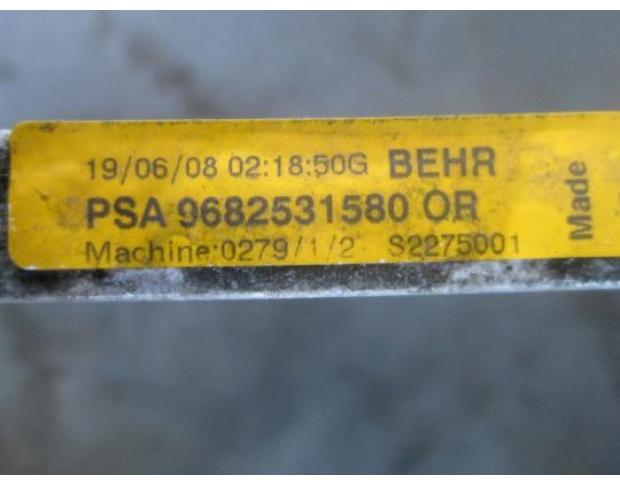 19/06/08 02:18:50G BEHR
PSA 9682531580 OR
Machine:0279/1/2 S2275001
Made